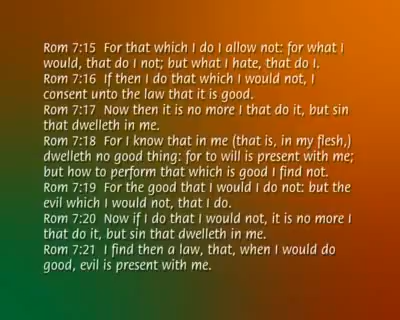 Rom 7:15 For that which I do I allow not: for what I
would, that do I not; but what I hate, that do I.
Rom 7:16 If then I do that which I would not, I
consent unto the law that it is good.
Rom 7:17 Now then it is no more I that do it, but sin
that dwelleth in me.
Rom 7:18 For I know that in me (that is, in my flesh,)
dwelleth no good thing: for to will is present with me;
but how to perform that which is good I find not.
Rom 7:19 For the good that I would I do not: but the
evil which I would not, that I do.
Rom 7:20 Now if I do that I would not, it is no more I
that do it, but sin that dwelleth in me.
Rom 7:21 I find then a law, that, when I would do
good, evil is present with me.